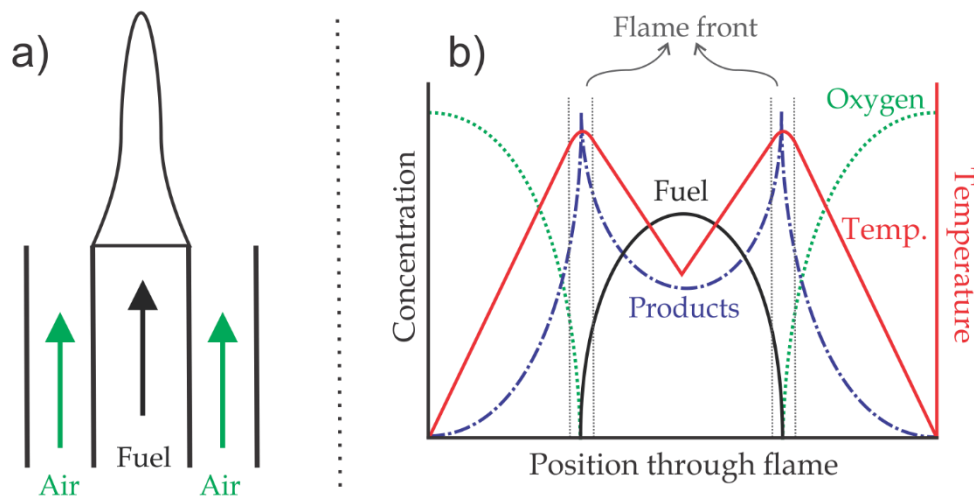 a)
Air
Fuel
Air
b)
Flame front
Oxygen
Fuel
Temp.
Products
Concentration
Temperature
Position through flame